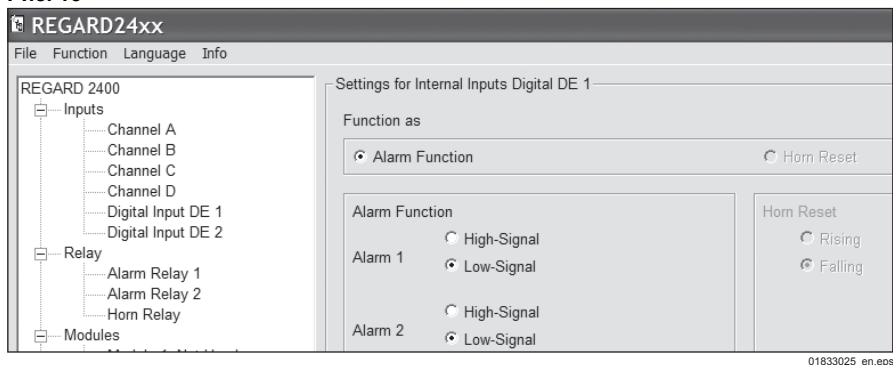 REGARD24xx
File Function Language Info
REGARD 2400
Inputs
Channel A
Channel B
Channel C
Channel D
Digital Input DE 1
Digital Input DE 2
Relay
Alarm Relay 1
Alarm Relay 2
Horn Relay
Modules
Settings for Internal Inputs Digital DE 1
Function as
Alarm Function
Horn Reset
Alarm Function
Alarm 1
High-Signal
Low-Signal
Alarm 2
High-Signal
Low-Signal
Horn Reset
Rising
Falling
01833025_en.eps